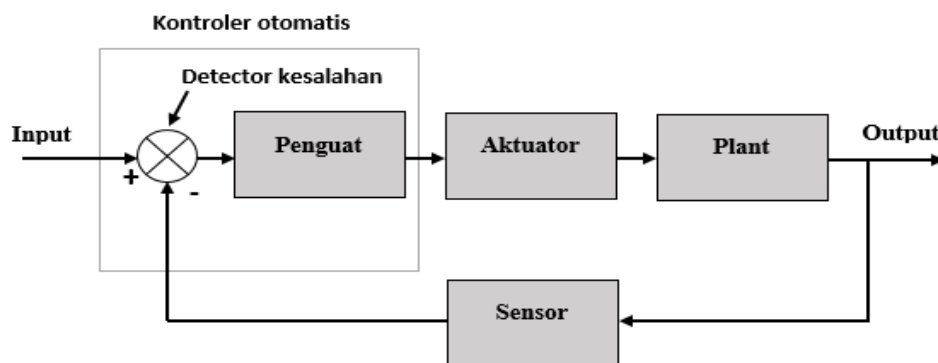 Kontroler otomatis
Detector kesalahan
Input
Penguat
Aktuator
Plant
Output
+
-
Sensor